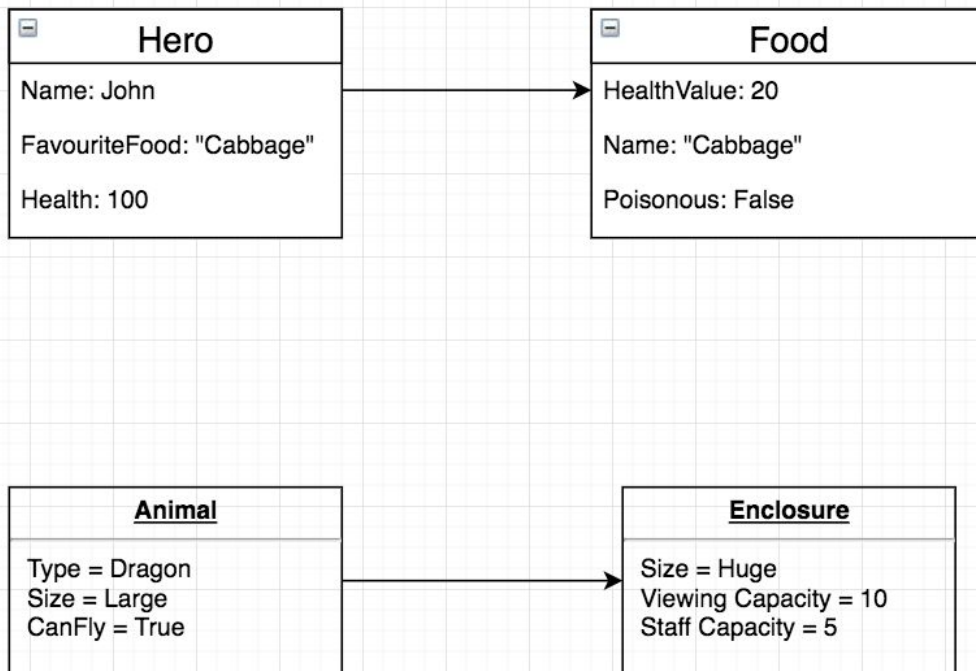 Hero
Name: John
FavouriteFood: "Cabbage"
Health: 100
Food
HealthValue: 20
Name: "Cabbage"
Poisonous: False
Animal
Type = Dragon
Size = Large
CanFly = True
Enclosure
Size = Huge
Viewing Capacity = 10
Staff Capacity = 5